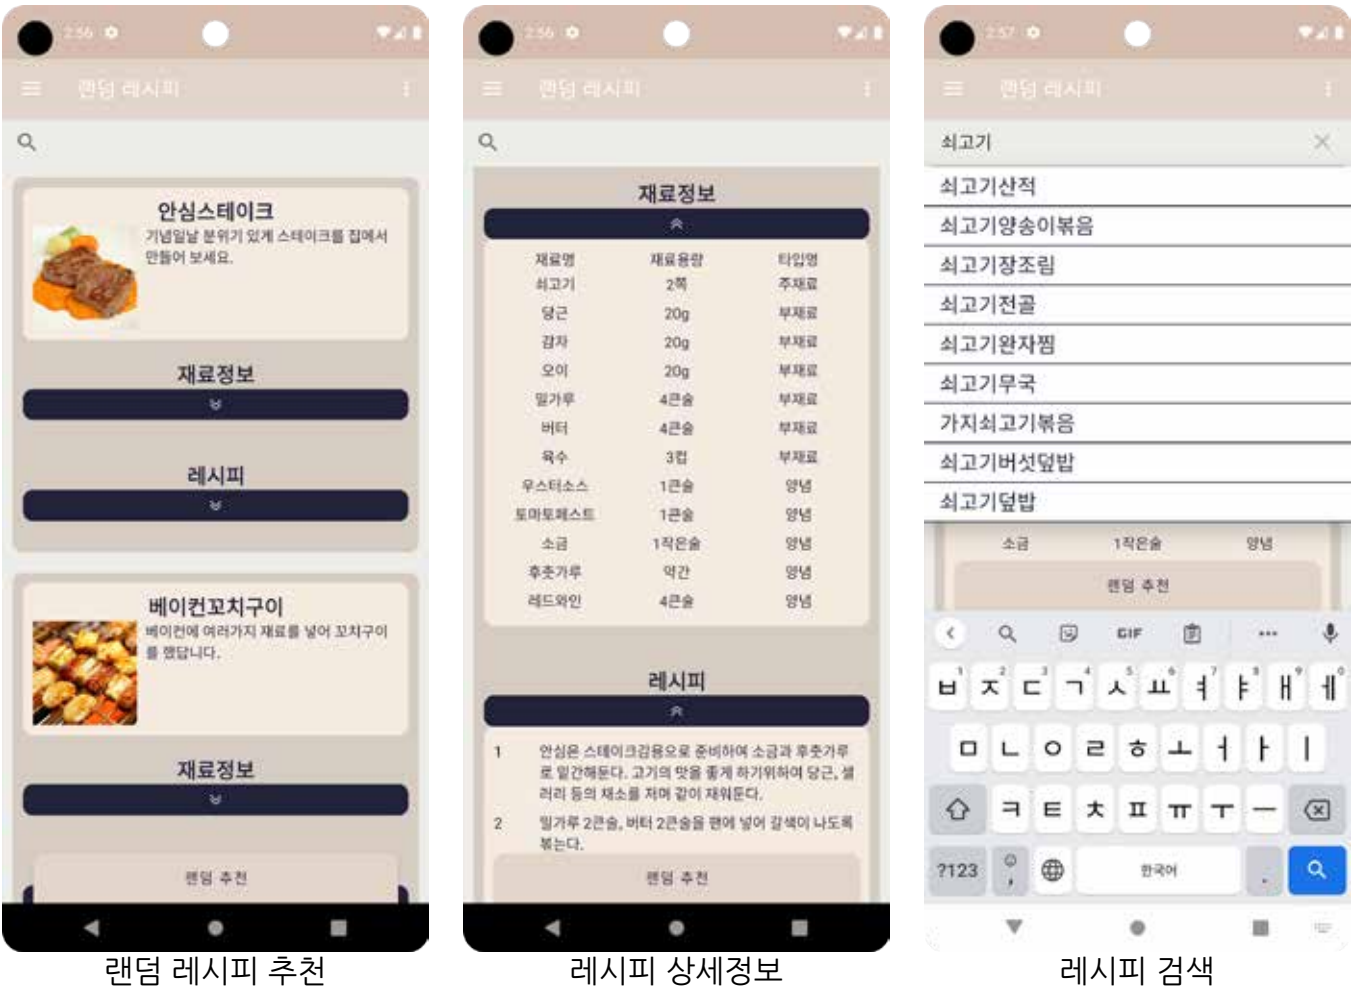 2:56
랜덤 레시피
안심스테이크
기념일날 분위기 있게 스테이크를 집에서
만들어 보세요.
재료정보
레시피
베이컨꼬치구이
베이컨에 여러가지 재료를 넣어 꼬치구이
를 했답니다.
재료정보
랜덤 추천
랜덤 레시피 추천
2:56
랜덤 레시피
재료정보
재료명 재료용량 타입명
쇠고기 2쪽 주재료
당근 20g 부재료
감자 20g 부재료
오이 20g 부재료
밀가루 4큰술 부재료
버터 4큰술 부재료
육수 3컵 부재료
우스터소스 1큰술 양념
토마토페스트 1큰술 양념
소금 1작은술 양념
후춧가루 약간 양념
레드와인 4큰술 양념
레시피
1 안심은 스테이크감용으로 준비하여 소금과 후춧가루
로 밑간해둔다. 고기의 맛을 좋게 하기위하여 당근, 샐
러리 등의 채소를 저며 같이 재워둔다.
2 밀가루 2큰술, 버터 2큰술을 팬에 넣어 갈색이 나도록
볶는다.
랜덤 추천
레시피 상세정보
2:57
랜덤 레시피
쇠고기
쇠고기산적
쇠고기양송이볶음
쇠고기장조림
쇠고기전골
쇠고기완자찜
쇠고기무국
가지쇠고기볶음
쇠고기버섯덮밥
쇠고기덮밥
소금 1작은술 양념
랜덤 추천
GIF
1 2 3 4 5 6 7 8 9 0
ㅂ ㅈ ㄷ ㄱ ㅅ ㅛ ㅕ ㅑ ㅐ ㅔ
ㅁ ㄴ ㅇ ㄹ ㅎ ㅗ ㅓ ㅏ ㅣ
ㅋ ㅌ ㅊ ㅍ ㅠ ㅜ ㅡ
?123 , 한국어 .
레시피 검색